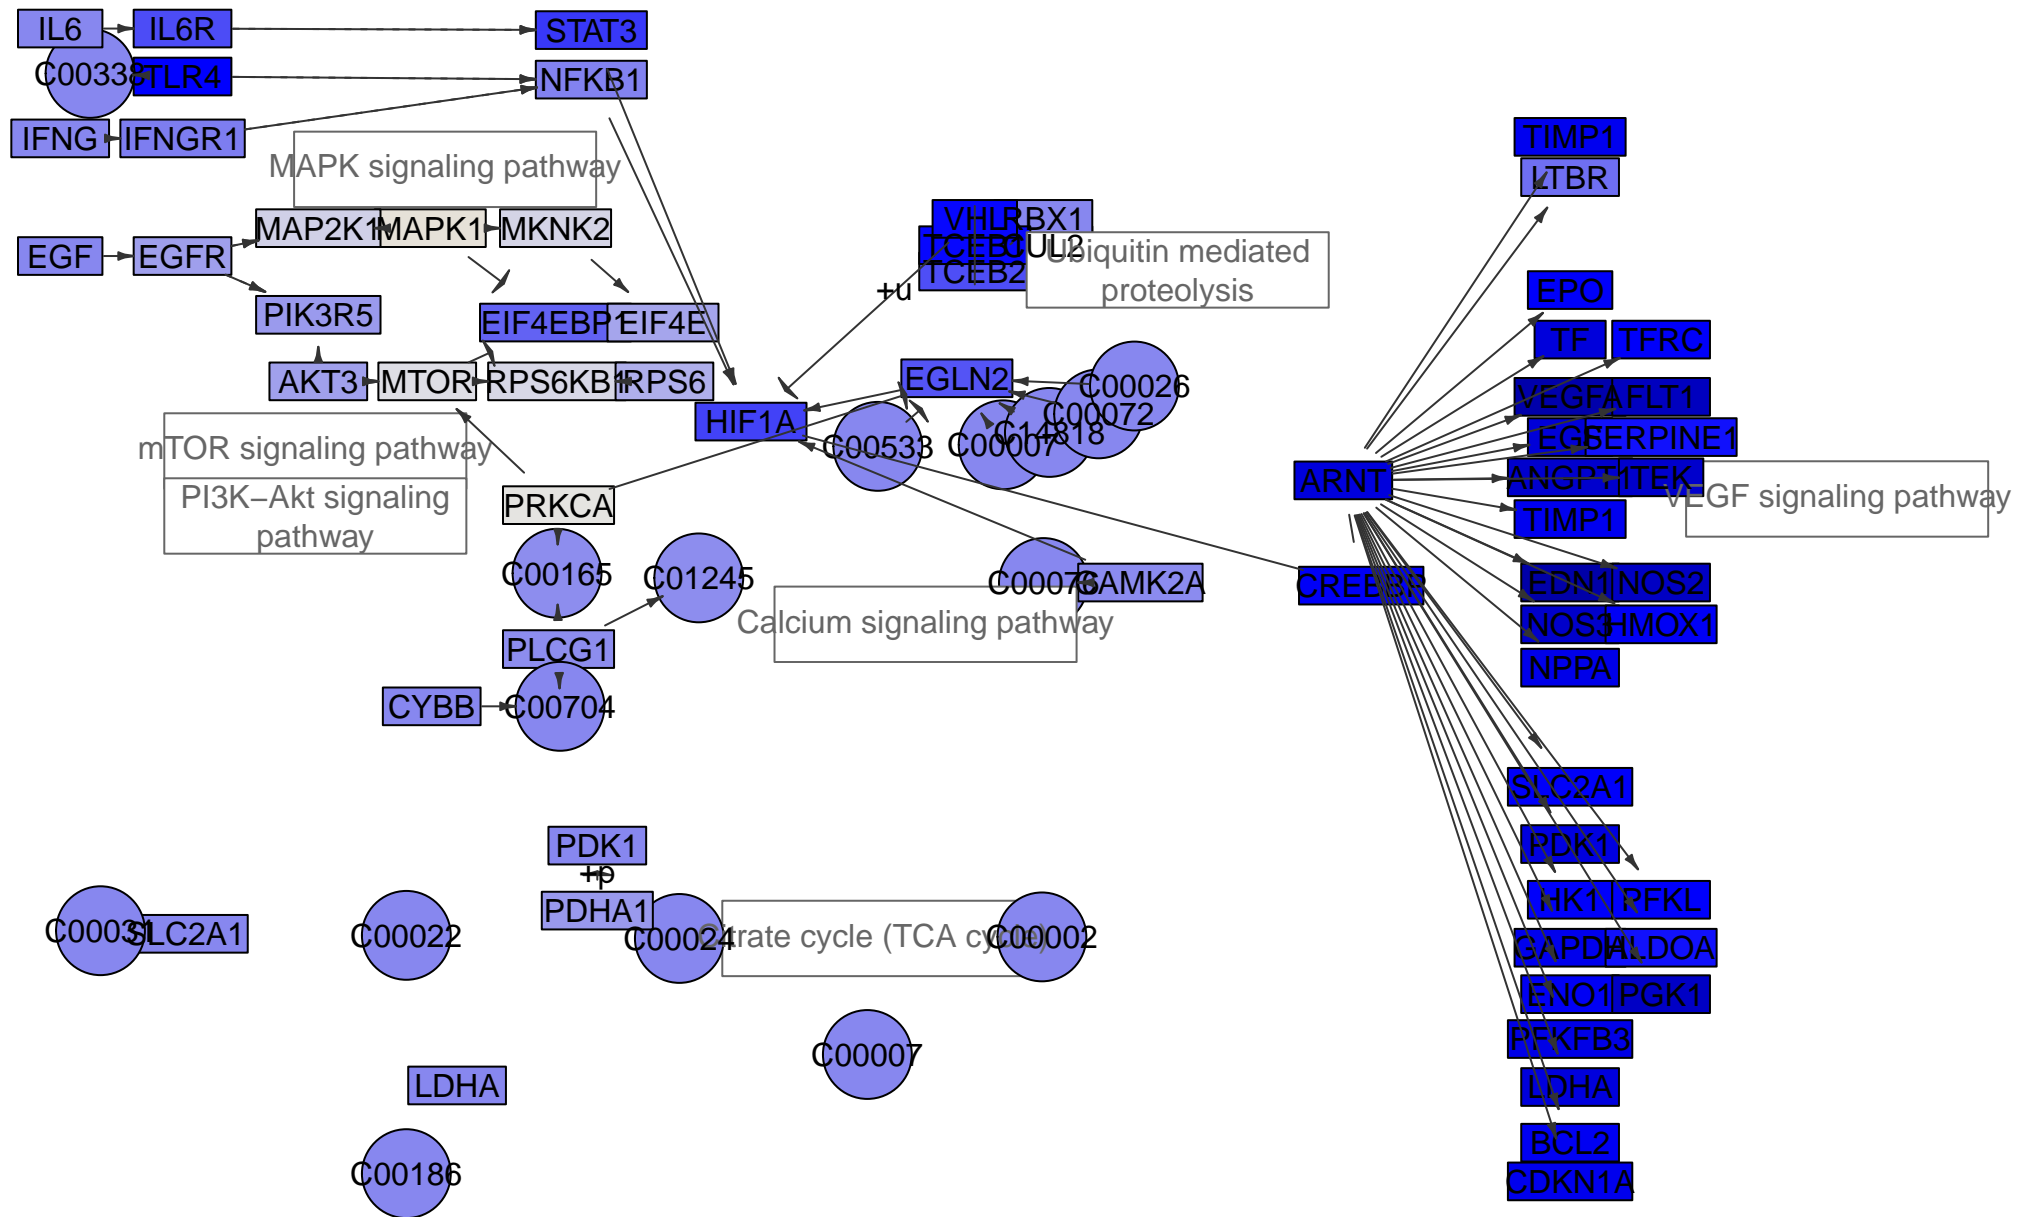 IL6
IL6R
STAT3
C00338
TLR4
NFKB1
IFNG
IFNGR1
MAPK signaling pathway
TIMP1
LTBR
MAP2K1
MAPK1
MKNK2
VHL
RBX1
EGF
EGFR
TCEB1
CUL2
TCEB2
Ubiquitin mediated
proteolysis
+u
EPO
PIK3R5
EIF4EBP1
EIF4E
TF
TFRC
AKT3
MTOR
RPS6KB1
RPS6
EGLN2
C00026
HIF1A
C00072
C14818
C00007
C00533
VEGFA
FLT1
EGF
SERPINE1
mTOR signaling pathway
PI3K−Akt signaling
pathway
PRKCA
ARNT
ANGPT1
TEK
VEGF signaling pathway
TIMP1
C00165
C01245
C00076
CAMK2A
CREBBP
EDN1
NOS2
Calcium signaling pathway
NOS3
HMOX1
PLCG1
NPPA
CYBB
C00704
SLC2A1
PDK1
+p
PDK1
PDHA1
HK1
PFKL
C00031
SLC2A1
C00022
C00024
Citrate cycle (TCA cycle)
C00002
GAPDH
ALDOA
ENO1
PGK1
PFKFB3
C00007
LDHA
LDHA
BCL2
C00186
CDKN1A